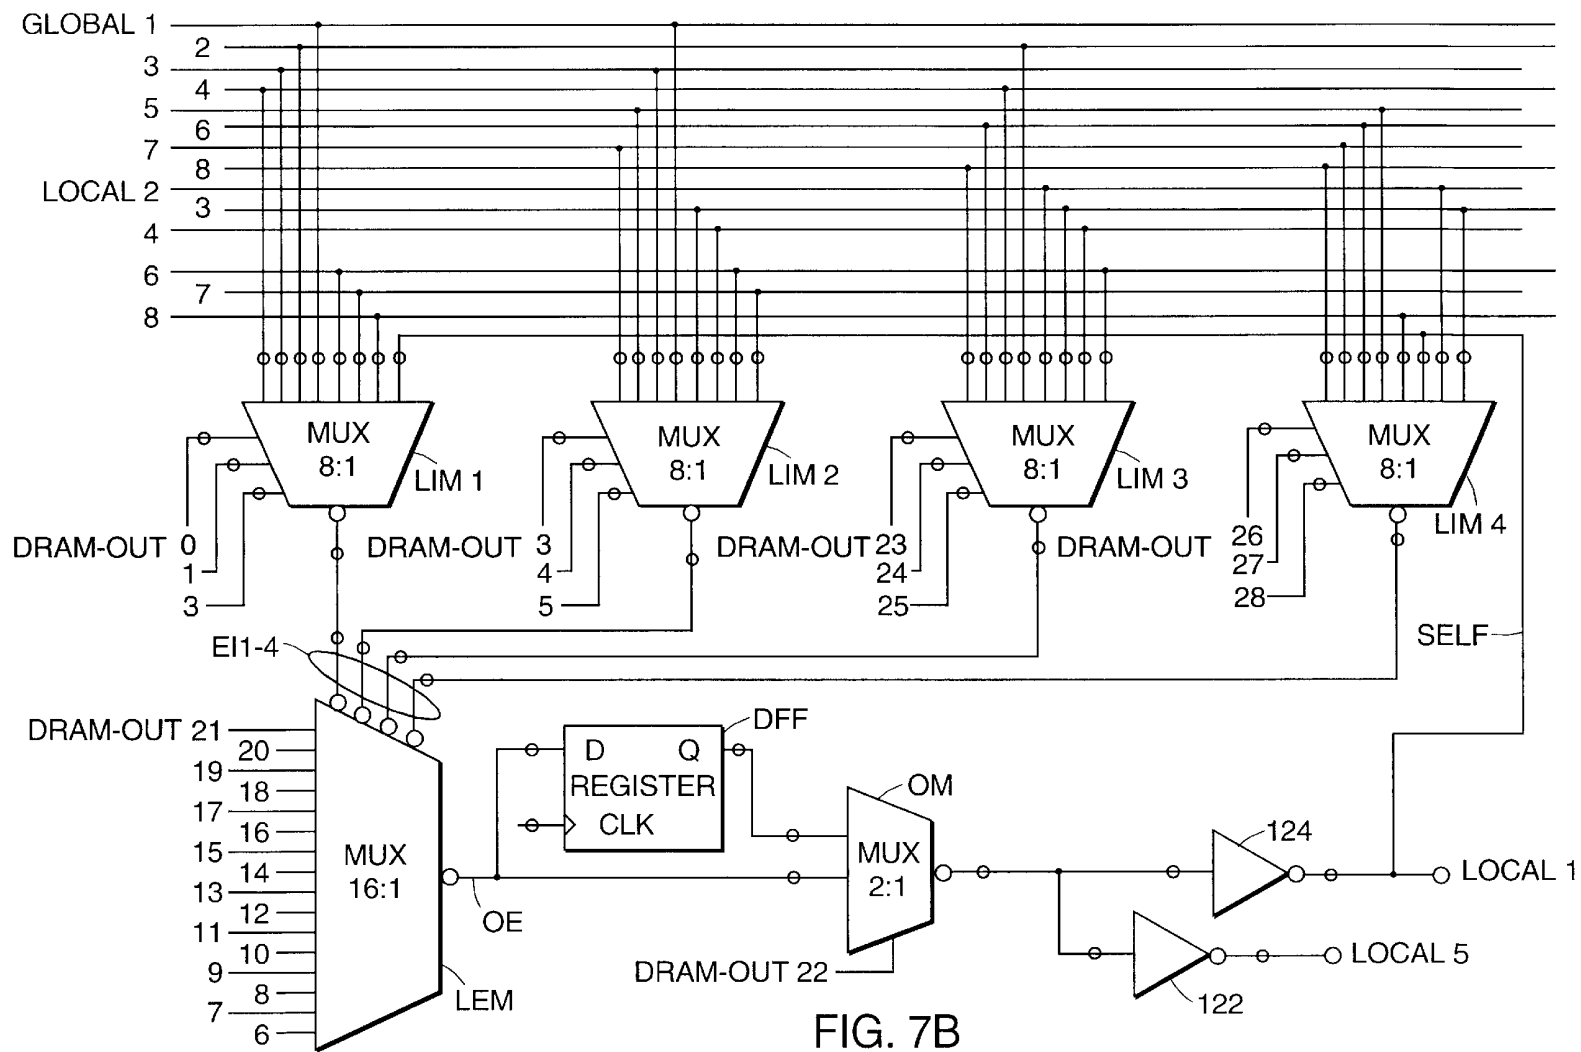 GLOBAL 1
2
3
4
5
6
7
8
LOCAL 2
3
4
6
7
8
MUX
8:1
LIM 1
MUX
8:1
LIM 2
MUX
8:1
LIM 3
MUX
8:1
LIM 4
DRAM-OUT 0
1
3
DRAM-OUT 3
4
5
DRAM-OUT 23
24
25
DRAM-OUT 26
27
28
EI1-4
SELF
DRAM-OUT 21
20
19
18
17
16
15
14
13
12
11
10
9
8
7
6
MUX
16:1
LEM
OE
D Q
REGISTER
CLK
DFF
OM
MUX
2:1
DRAM-OUT 22
124
LOCAL 1
122
LOCAL 5
FIG. 7B